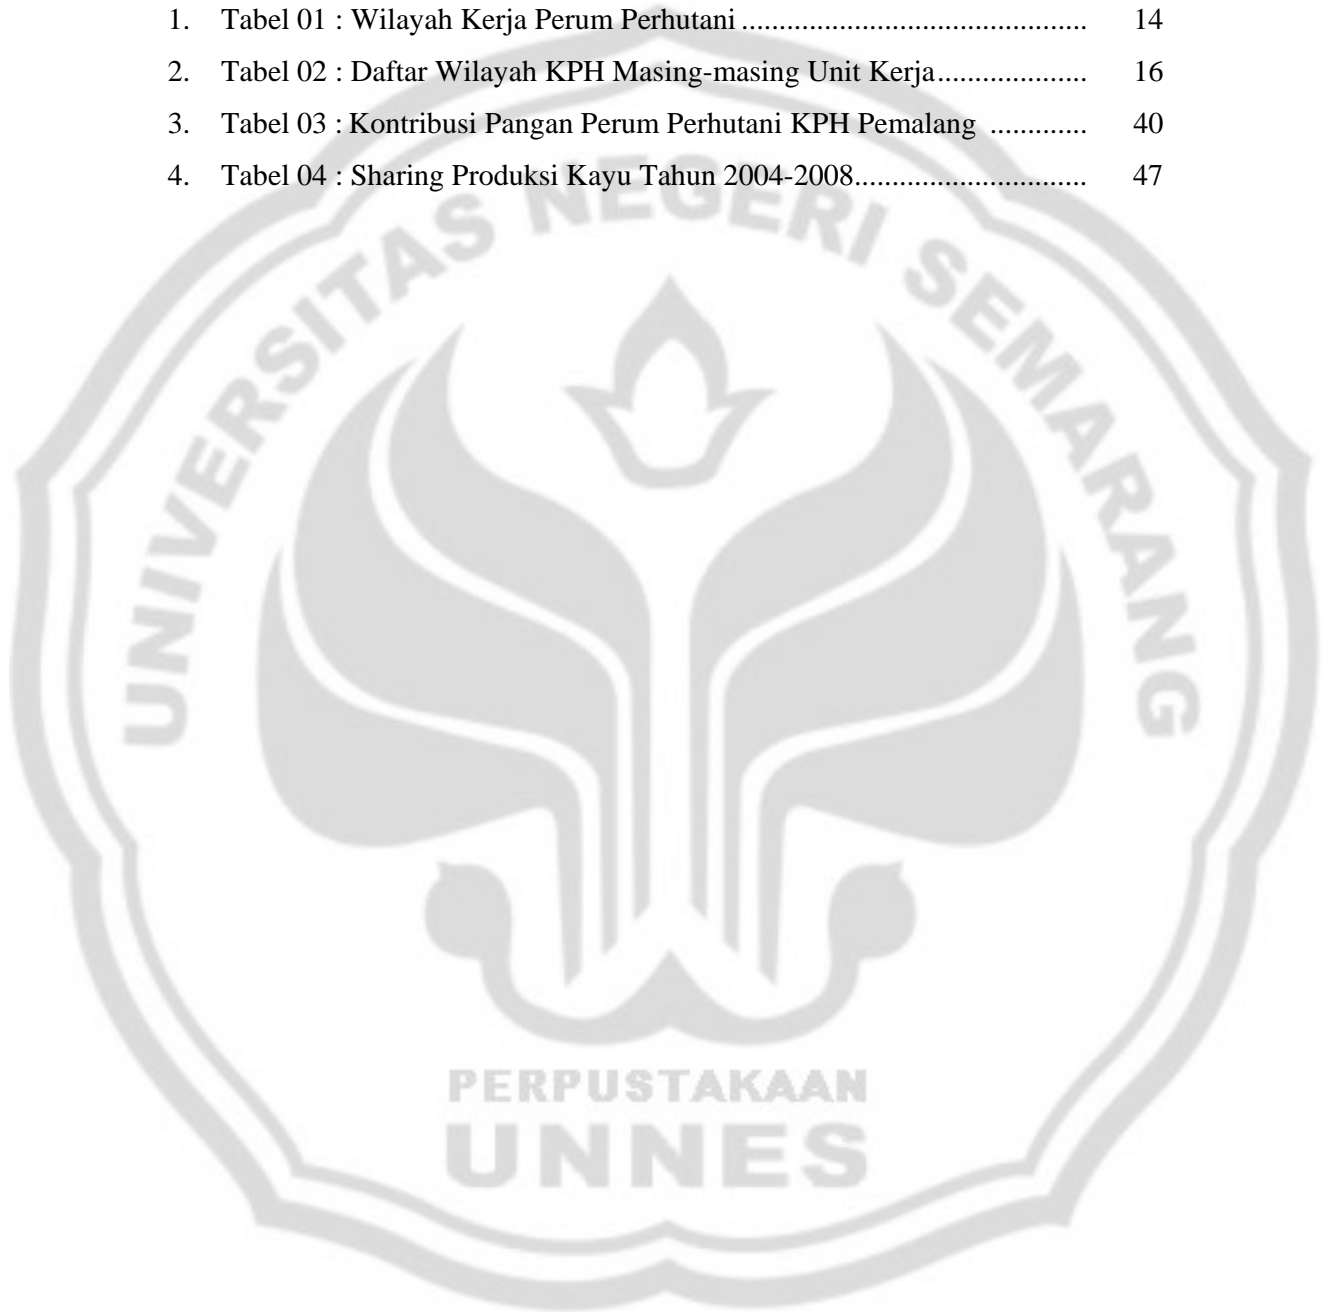 1. Tabel 01 : Wilayah Kerja Perum Perhutani ...................................... 14
2. Tabel 02 : Daftar Wilayah KPH Masing-masing Unit Kerja.................... 16
3. Tabel 03 : Kontribusi Pangan Perum Perhutani KPH Pemalang ............. 40
4. Tabel 04 : Sharing Produksi Kayu Tahun 2004-2008............................... 47
UNIVERSITAS NEGERI SEMARANG
PERPUSTAKAAN
UNNES